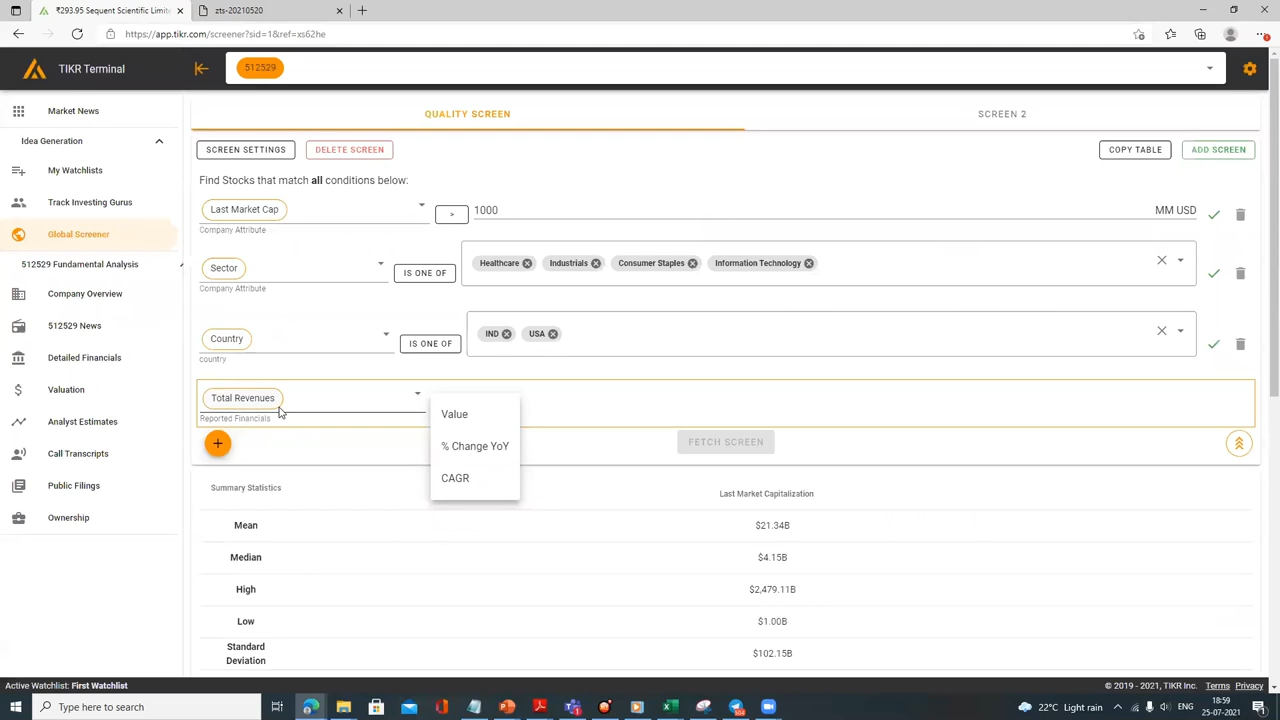 ₹293.95 Sequent Scientific Limite
zts-20210520
https://app.tikr.com/screener?sid=1&ref=xs62he
TIKR Terminal
512529
Market News
Idea Generation
My Watchlists
Track Investing Gurus
Global Screener
512529 Fundamental Analysis
Company Overview
512529 News
Detailed Financials
Valuation
Analyst Estimates
Call Transcripts
Public Filings
Ownership
QUALITY SCREEN
SCREEN 2
SCREEN SETTINGS
DELETE SCREEN
COPY TABLE
ADD SCREEN
Find Stocks that match all conditions below:
Last Market Cap
>
1000
MM USD
Company Attribute
Sector
IS ONE OF
Healthcare
Industrials
Consumer Staples
Information Technology
Company Attribute
Country
IS ONE OF
IND
USA
country
Total Revenues
Reported Financials
Value
% Change YoY
CAGR
FETCH SCREEN
Summary Statistics
Last Market Capitalization
Mean
$21.34B
Median
$4.15B
High
$2,479.11B
Low
$1.00B
Standard
Deviation
$102.15B
Active Watchlist: First Watchlist
© 2019 - 2021, TIKR Inc.
Terms
Privacy
Type here to search
22°C Light rain
18:59
25-07-2021